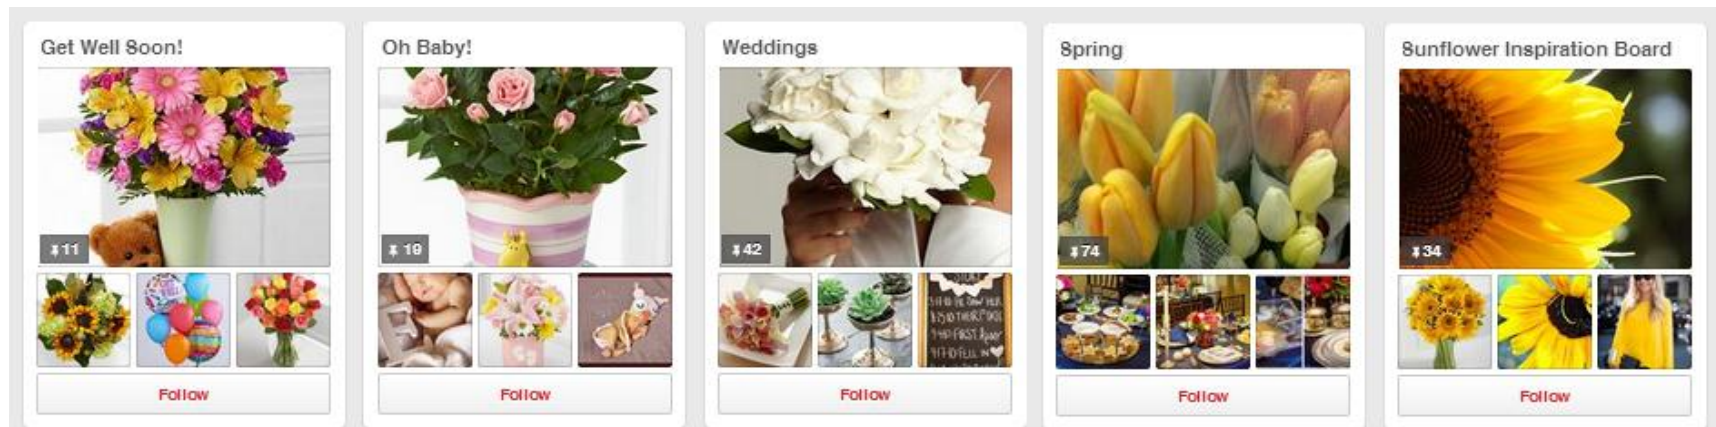 Get Well Soon!
11
Follow
Oh Baby!
19
Follow
Weddings
42
Follow
Spring
74
Follow
Sunflower Inspiration Board
34
Follow